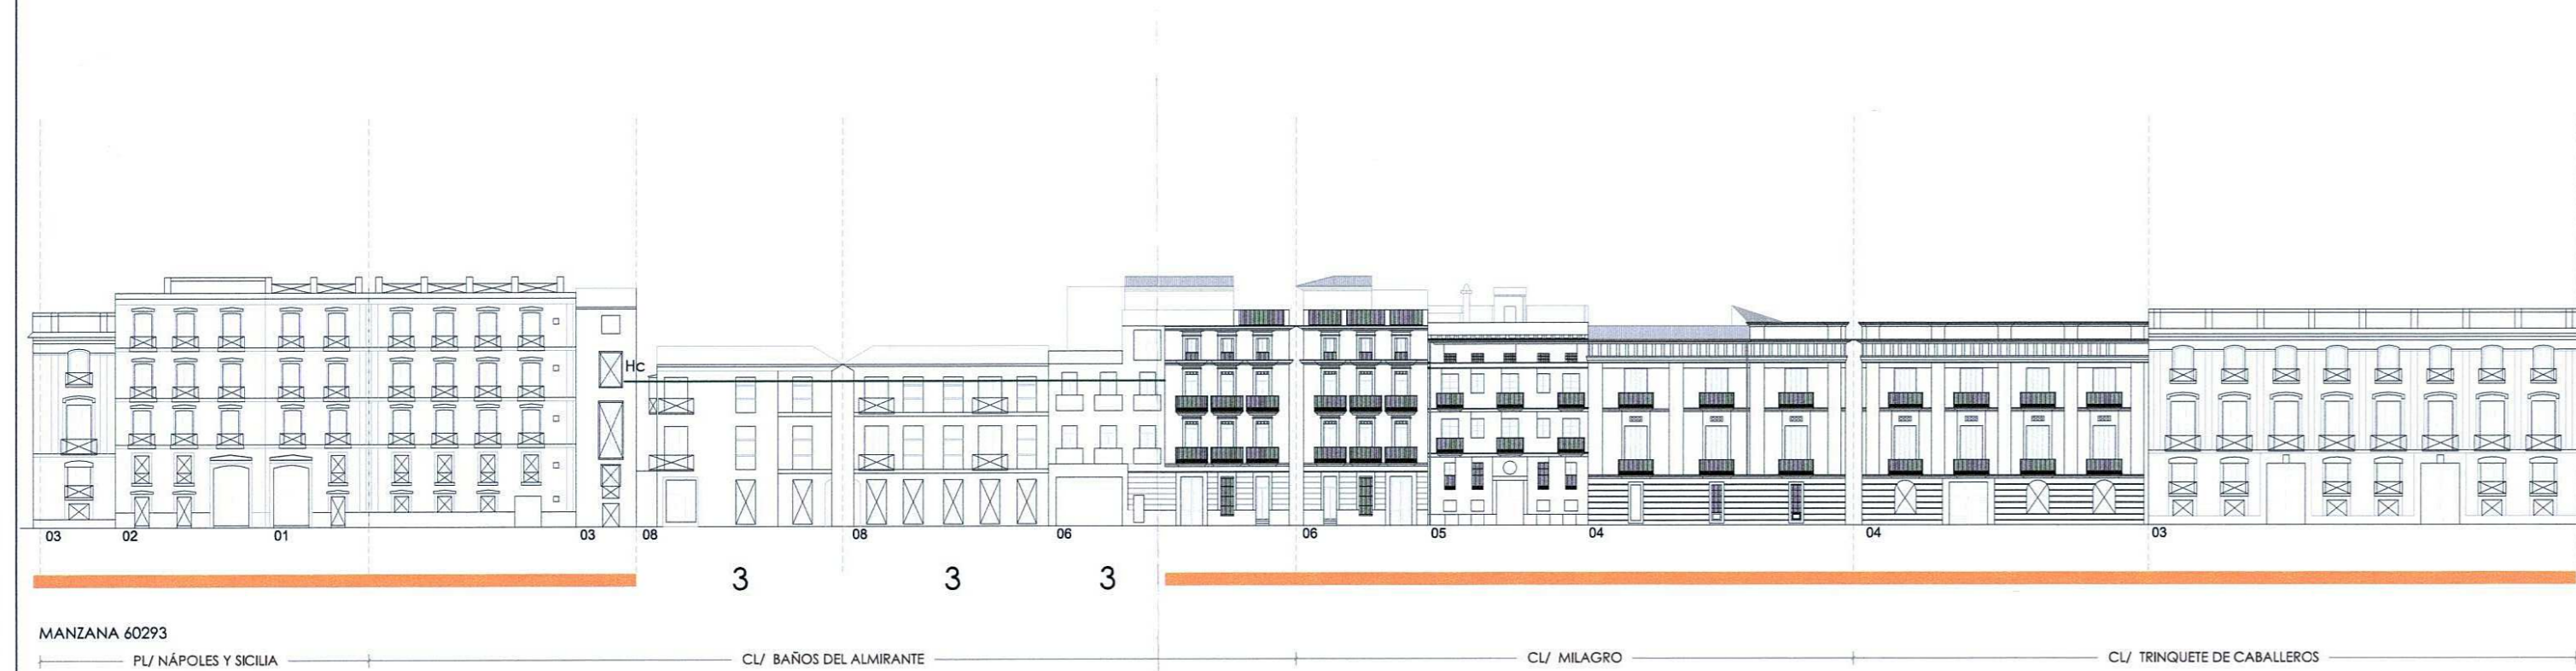 Hc
03 02 01 03 08 08 06 06 05 04 04 03
3 3 3
MANZANA 60293
PL/ NÁPOLES Y SICILIA CL/ BAÑOS DEL ALMIRANTE CL/ MILAGRO CL/ TRINQUETE DE CABALLEROS